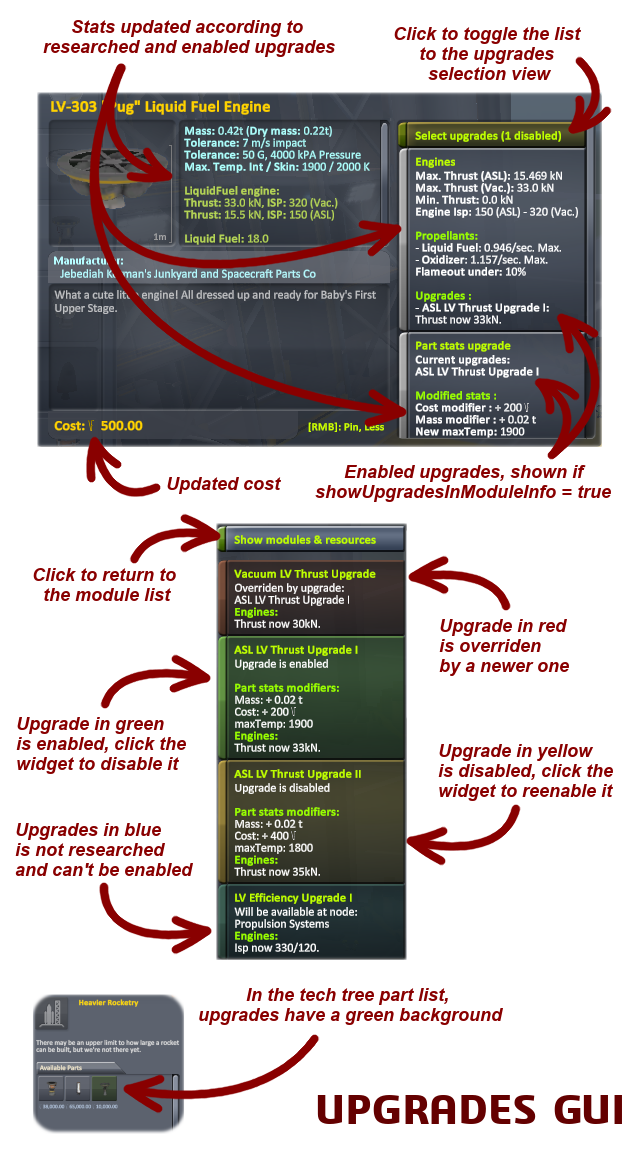 Stats updated according to
researched and enabled upgrades
Click to toggle the list
to the upgrades
selection view
LV-303 "Pug" Liquid Fuel Engine
Mass: 0.42t (Dry mass: 0.22t)
Tolerance: 7 m/s impact
Tolerance: 50 G, 4000 kPA Pressure
Max. Temp. Int / Skin: 1900 / 2000 K
LiquidFuel engine:
Thrust: 33.0 kN, ISP: 320 (Vac.)
Thrust: 15.5 kN, ISP: 150 (ASL)
Liquid Fuel: 18.0
1m
Manufacturer:
Jebediah Kerman's Junkyard and Spacecraft Parts Co
What a cute little engine! All dressed up and ready for Baby's First
Upper Stage.
Cost: 500.00
[RMB]: Pin, Less
Select upgrades (1 disabled)
Engines
Max. Thrust (ASL): 15.469 kN
Max. Thrust (Vac.): 33.0 kN
Min. Thrust: 0.0 kN
Engine Isp: 150 (ASL) - 320 (Vac.)
Propellants:
- Liquid Fuel: 0.946/sec. Max.
- Oxidizer: 1.157/sec. Max.
Flameout under: 10%
Upgrades :
- ASL LV Thrust Upgrade I:
Thrust now 33kN.
Part stats upgrade
Current upgrades:
ASL LV Thrust Upgrade I
Modified stats :
Cost modifier : + 200 √
Mass modifier : + 0.02 t
New maxTemp: 1900
Updated cost
Enabled upgrades, shown if
showUpgradesInModuleInfo = true
Show modules & resources
Vacuum LV Thrust Upgrade
Overriden by upgrade:
ASL LV Thrust Upgrade I
Engines:
Thrust now 30kN.
ASL LV Thrust Upgrade I
Upgrade is enabled
Part stats modifiers:
Mass: + 0.02 t
Cost: + 200 √
maxTemp: 1900
Engines:
Thrust now 33kN.
ASL LV Thrust Upgrade II
Upgrade is disabled
Part stats modifiers:
Mass: + 0.02 t
Cost: + 400 √
maxTemp: 1800
Engines:
Thrust now 35kN.
LV Efficiency Upgrade I
Will be available at node:
Propulsion Systems
Engines:
Isp now 330/120.
Click to return to
the module list
Upgrade in red
is overriden
by a newer one
Upgrade in green
is enabled, click the
widget to disable it
Upgrade in yellow
is disabled, click the
widget to reenable it
Upgrades in blue
is not researched
and can't be enabled
In the tech tree part list,
upgrades have a green background
Heavier Rocketry
There may be an upper limit to how large a rocket
can be built, but we're not there yet.
Available Parts
UPGRADES GUI